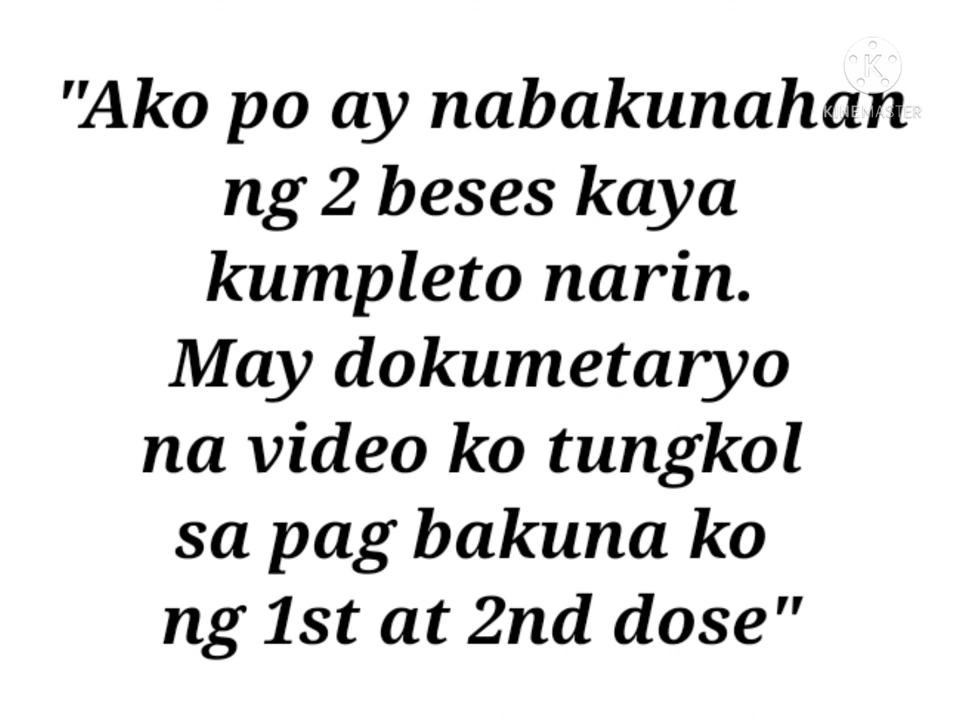 "Ako po ay nabakunahan
KINEMASTER
ng 2 beses kaya
kumpleto narin.
May dokumetaryo
na video ko tungkol
sa pag bakuna ko
ng 1st at 2nd dose"